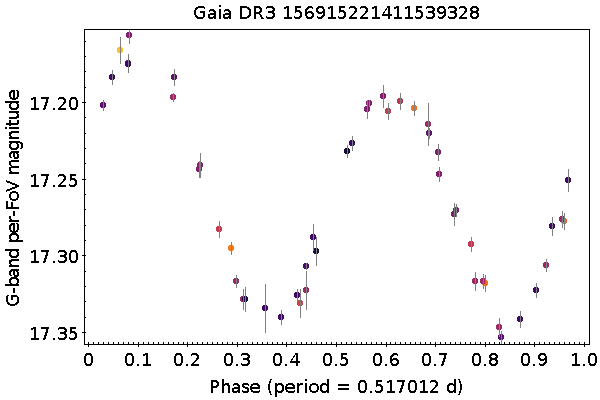 Gaia DR3 1569152221411539328
G-band per-FoV magnitude
17.20
17.25
17.30
17.35
0 0.1 0.2 0.3 0.4 0.5 0.6 0.7 0.8 0.9 1.0
Phase (period = 0.517012 d)